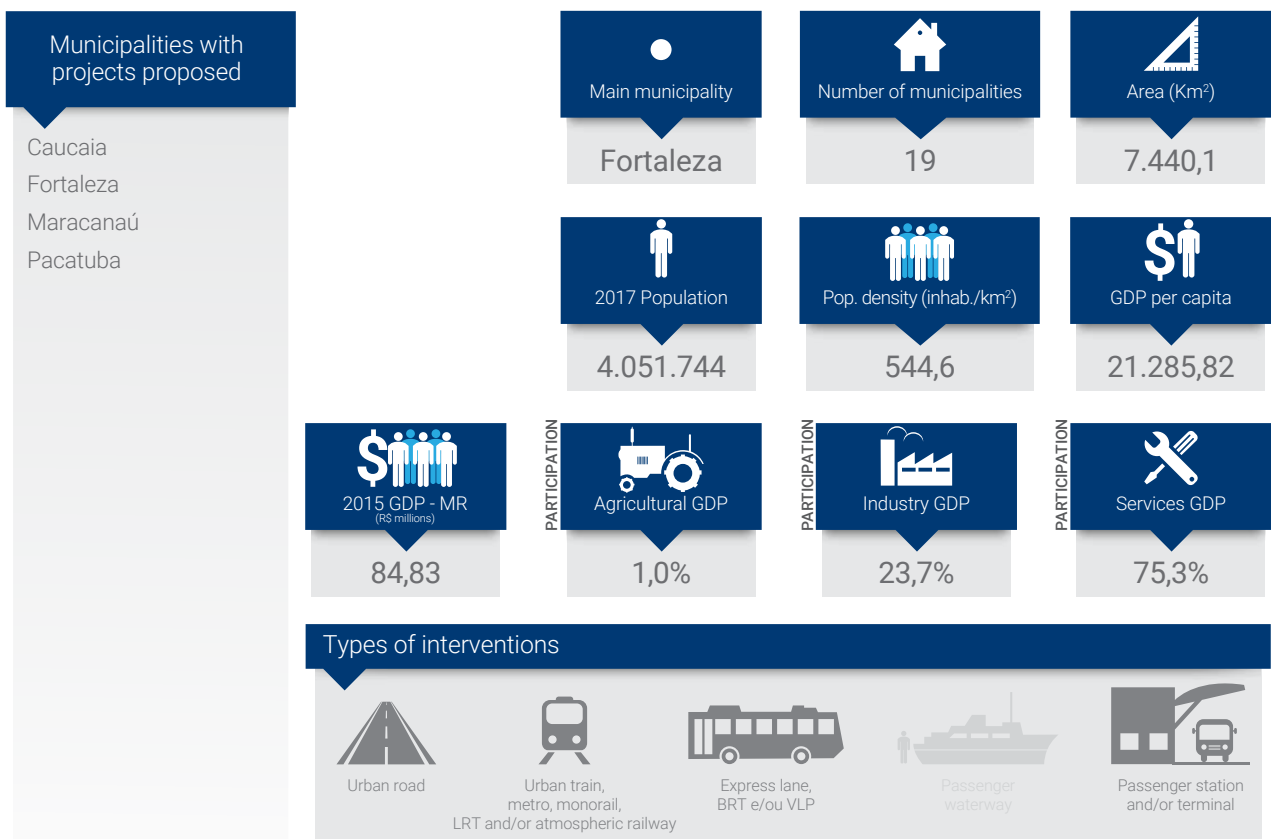 Municipalities with
projects proposed
Caucaia
Fortaleza
Maracanaú
Pacatuba
Main municipality
Fortaleza
Number of municipalities
19
Area (Km²)
7.440,1
2017 Population
4.051.744
Pop. density (inhab./km²)
544,6
GDP per capita
21.285,82
2015 GDP - MR
(R$ millions)
84,83
PARTICIPATION
Agricultural GDP
1,0%
PARTICIPATION
Industry GDP
23,7%
PARTICIPATION
Services GDP
75,3%
Types of interventions
Urban road
Urban train,
metro, monorail,
LRT and/or atmospheric railway
Express lane,
BRT e/ou VLP
Passenger
waterway
Passenger station
and/or terminal